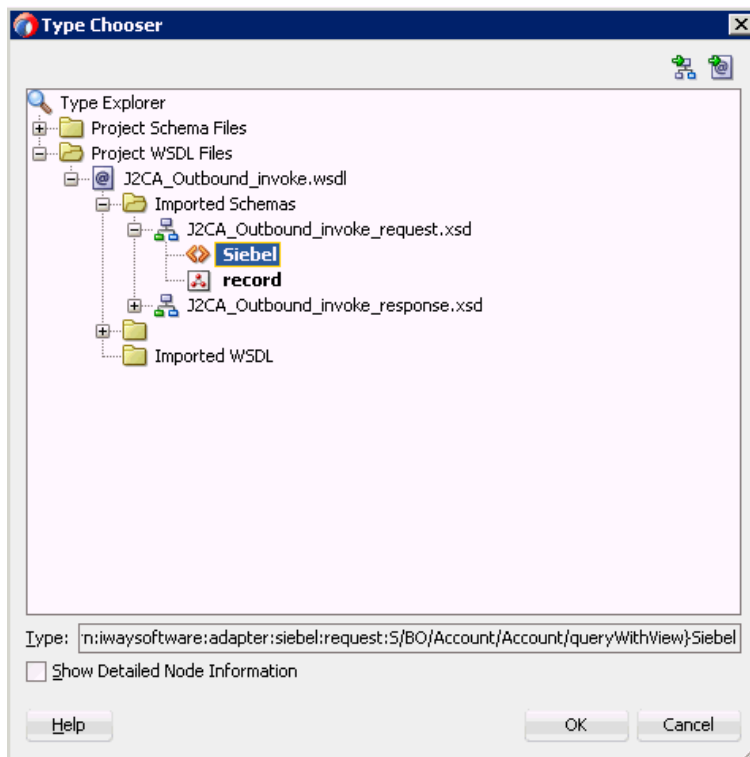 Type Chooser
Type Explorer
Project Schema Files
Project WSDL Files
J2CA_Outbound_invoke.wsdl
Imported Schemas
J2CA_Outbound_invoke_request.xsd
Siebel
record
J2CA_Outbound_invoke_response.xsd
Imported WSDL
Type: n:iwaysoftware:adapter:siebel:request:S/BO/Account/Account/queryWithView}Siebel
Show Detailed Node Information
Help OK Cancel